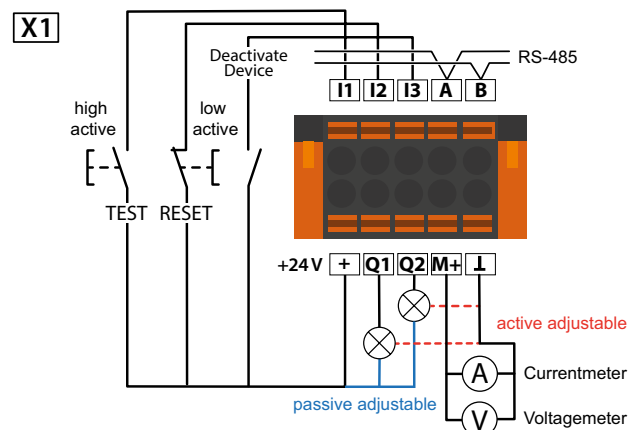 X1
Deactivate
Device
RS-485
I1 I2 I3 A B
high
active
low
active
TEST RESET
+24 V + Q1 Q2 M+ ⊥
active adjustable
passive adjustable
A Currentmeter
V Voltagemeter